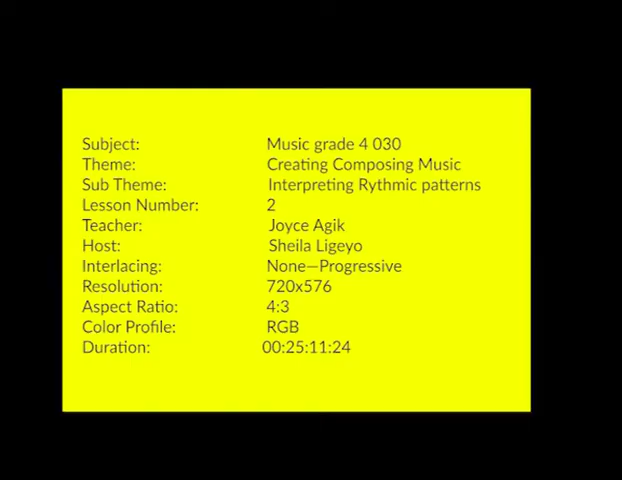 Subject: Music grade 4 030
Theme: Creating Composing Music
Sub Theme: Interpreting Rythmic patterns
Lesson Number: 2
Teacher: Joyce Agik
Host: Sheila Ligeyo
Interlacing: None—Progressive
Resolution: 720x576
Aspect Ratio: 4:3
Color Profile: RGB
Duration: 00:25:11:24